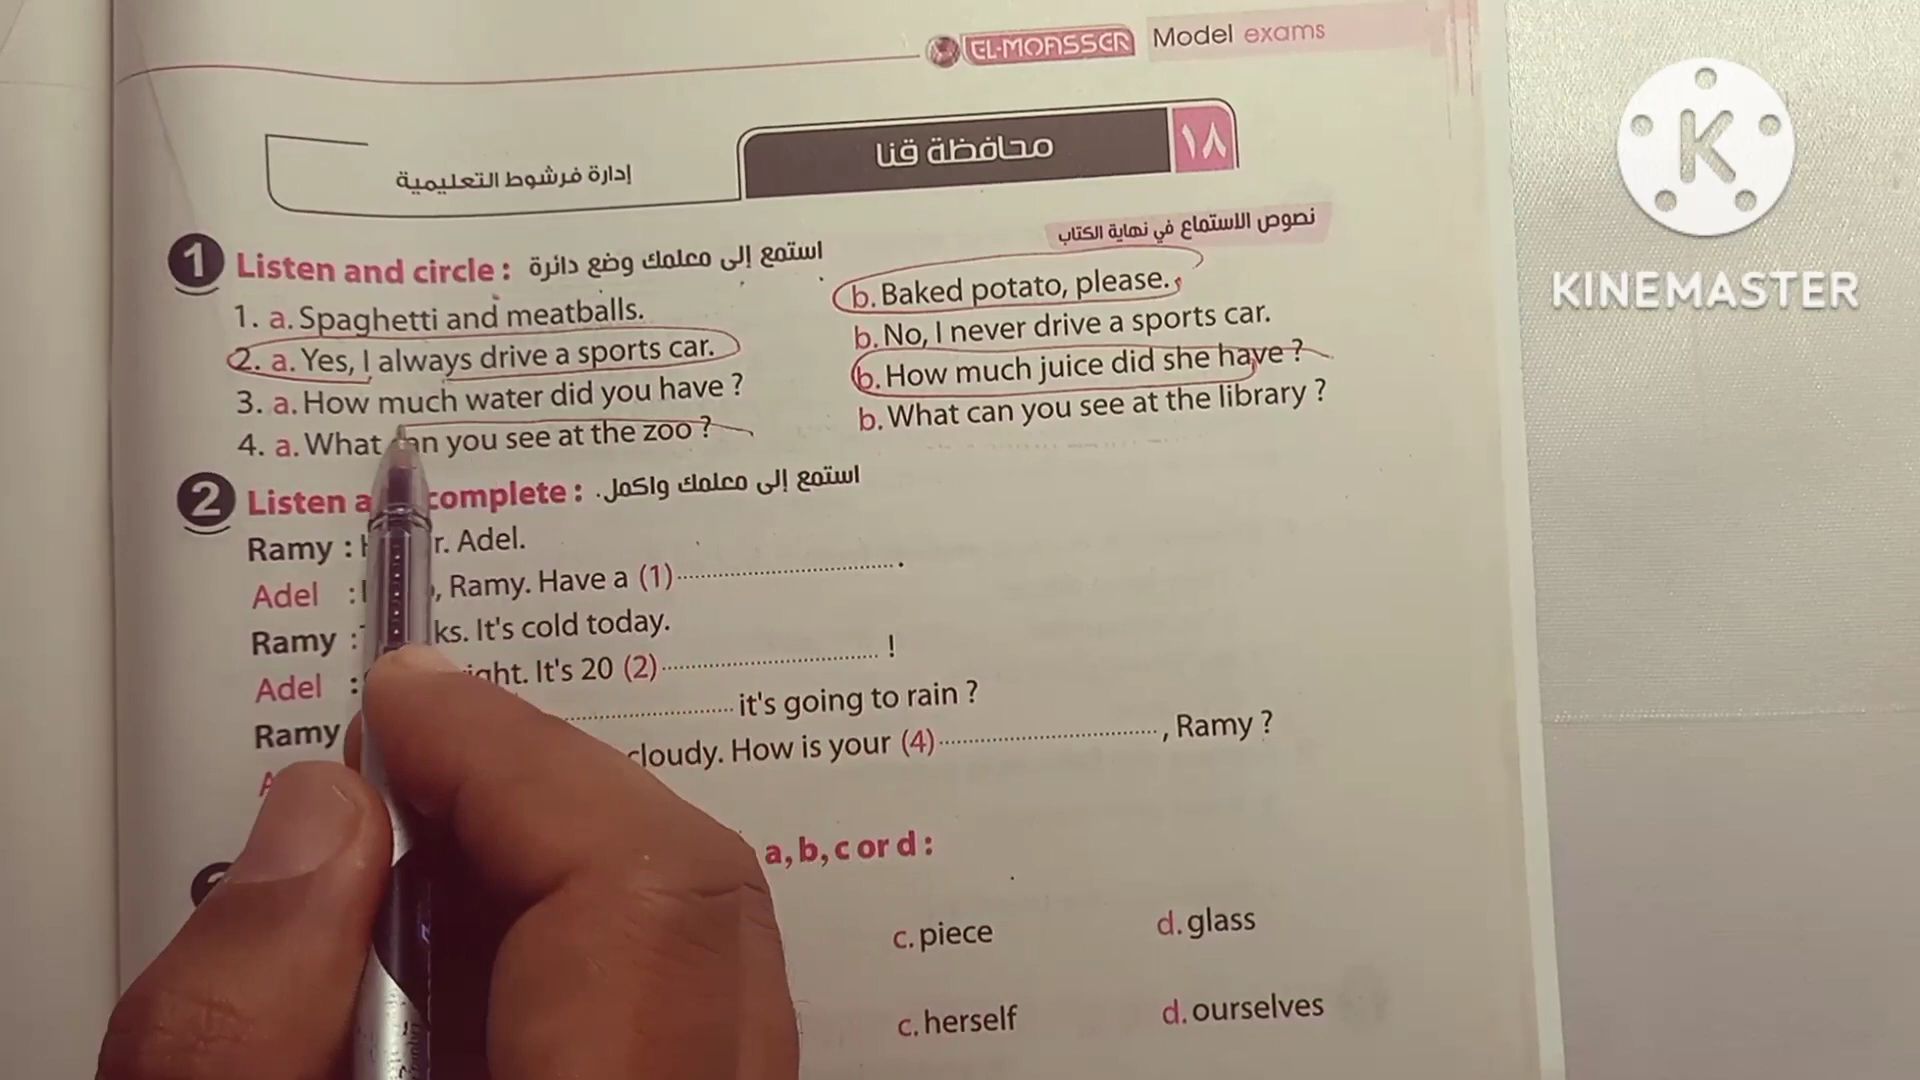 EL-MOASSER Model exams
١٨ محافظة قنا
إدارة فرشوط التعليمية
نصوص الاستماع في نهاية الكتاب
1 Listen and circle : استمع إلى معلمك وضع دائرة
1. a. Spaghetti and meatballs. b. Baked potato, please.
2. a. Yes, I always drive a sports car. b. No, I never drive a sports car.
3. a. How much water did you have ? b. How much juice did she have ?
4. a. What can you see at the zoo ? b. What can you see at the library ?
2 Listen a complete : استمع إلى معلمك واكمل.
Ramy : r. Adel.
Adel : , Ramy. Have a (1) .
Ramy : ks. It's cold today.
Adel : ight. It's 20 (2) !
Ramy it's going to rain ?
cloudy. How is your (4) , Ramy ?
a, b, c or d :
c. piece d. glass
c. herself d. ourselves
K
KINEMASTER